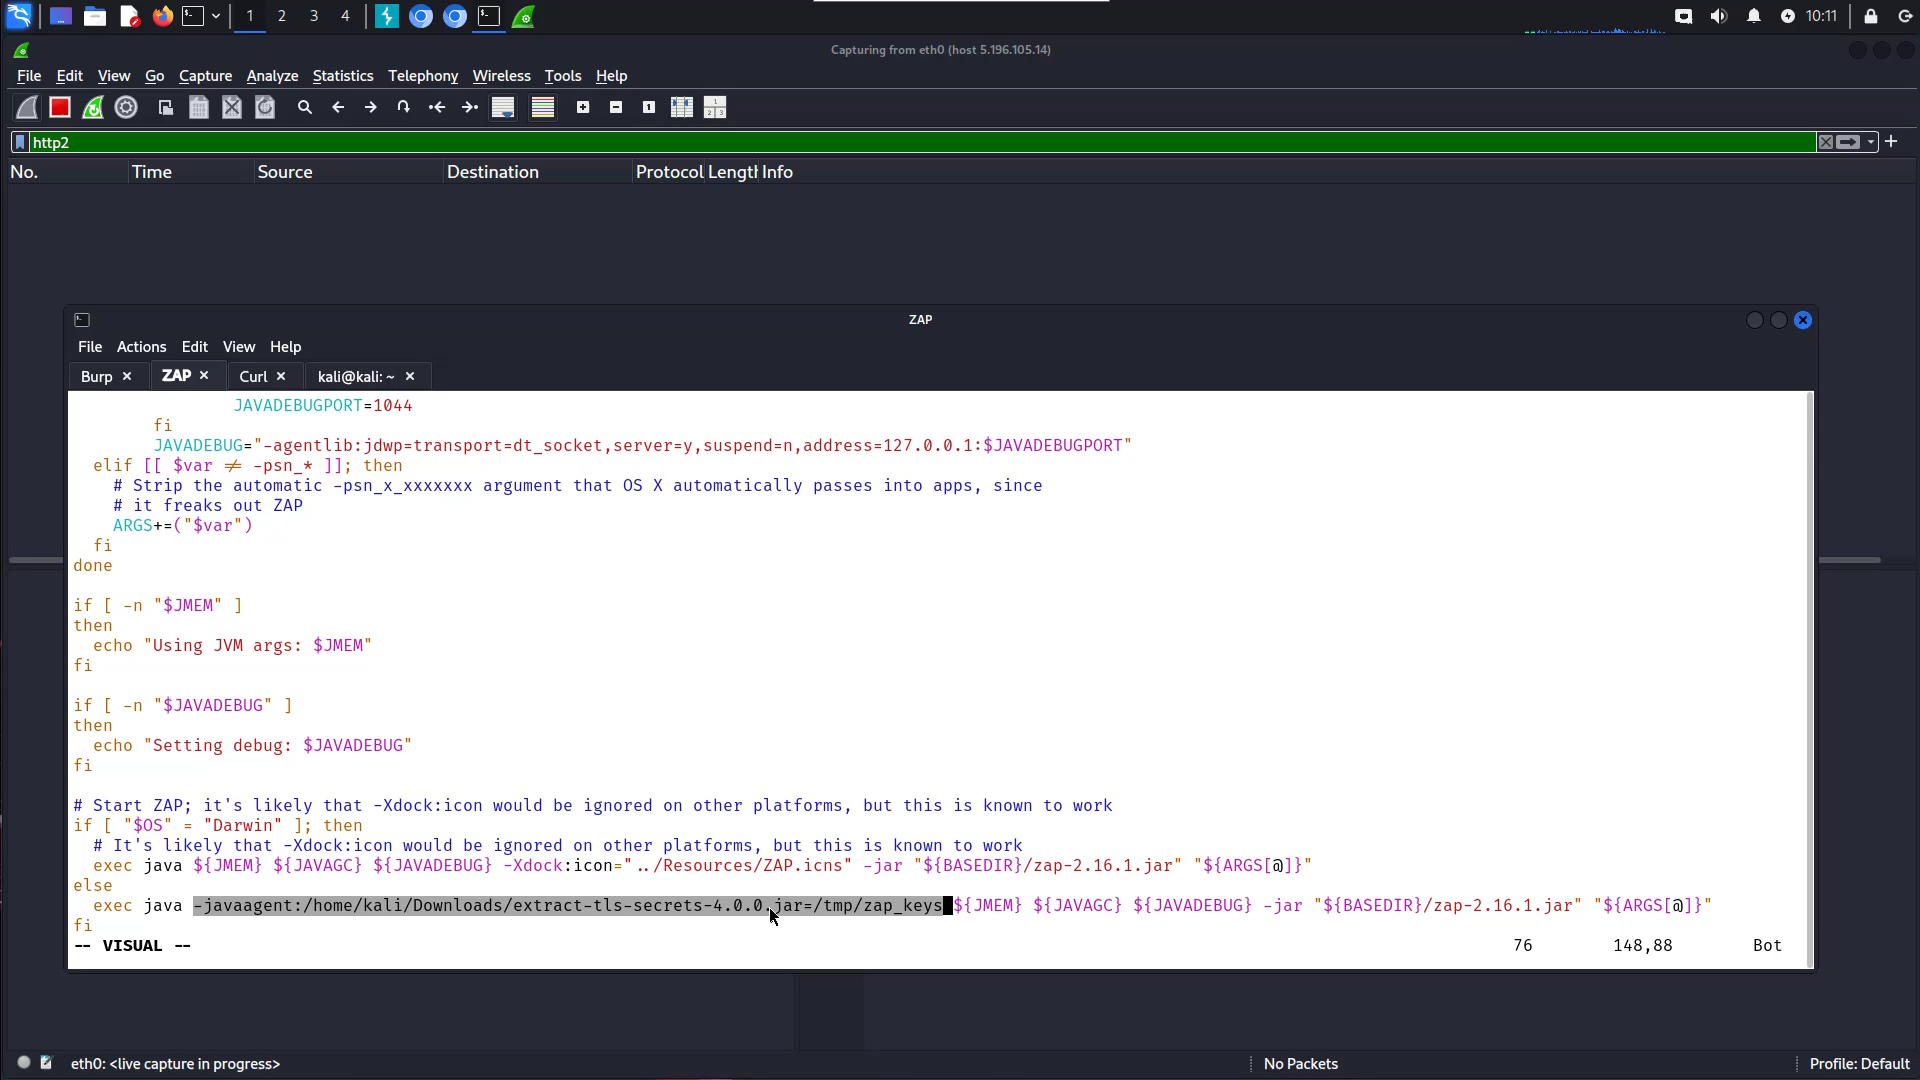 1 2 3 4 10:11
Capturing from eth0 (host 5.196.105.14)
File Edit View Go Capture Analyze Statistics Telephony Wireless Tools Help
http2
No. Time Source Destination Protocol Length Info
ZAP
File Actions Edit View Help
Burp ZAP Curl kali@kali: ~
JAVADEBUGPORT=1044
fi
JAVADEBUG="-agentlib:jdwp=transport=dt_socket,server=y,suspend=n,address=127.0.0.1:$JAVADEBUGPORT"
elif [[ $var != -psn_* ]]; then
# Strip the automatic -psn_x_xxxxxxx argument that OS X automatically passes into apps, since
# it freaks out ZAP
ARGS+=("$var")
fi
done
if [ -n "$JMEM" ]
then
echo "Using JVM args: $JMEM"
fi
if [ -n "$JAVADEBUG" ]
then
echo "Setting debug: $JAVADEBUG"
fi
# Start ZAP; it's likely that -Xdock:icon would be ignored on other platforms, but this is known to work
if [ "$OS" = "Darwin" ]; then
# It's likely that -Xdock:icon would be ignored on other platforms, but this is known to work
exec java ${JMEM} ${JAVAGC} ${JAVADEBUG} -Xdock:icon="../Resources/ZAP.icns" -jar "${BASEDIR}/zap-2.16.1.jar" "${ARGS[@]}"
else
exec java -javaagent:/home/kali/Downloads/extract-tls-secrets-4.0.0.jar=/tmp/zap_keys ${JMEM} ${JAVAGC} ${JAVADEBUG} -jar "${BASEDIR}/zap-2.16.1.jar" "${ARGS[@]}"
fi
-- VISUAL -- 76 148,88 Bot
eth0: <live capture in progress> No Packets Profile: Default